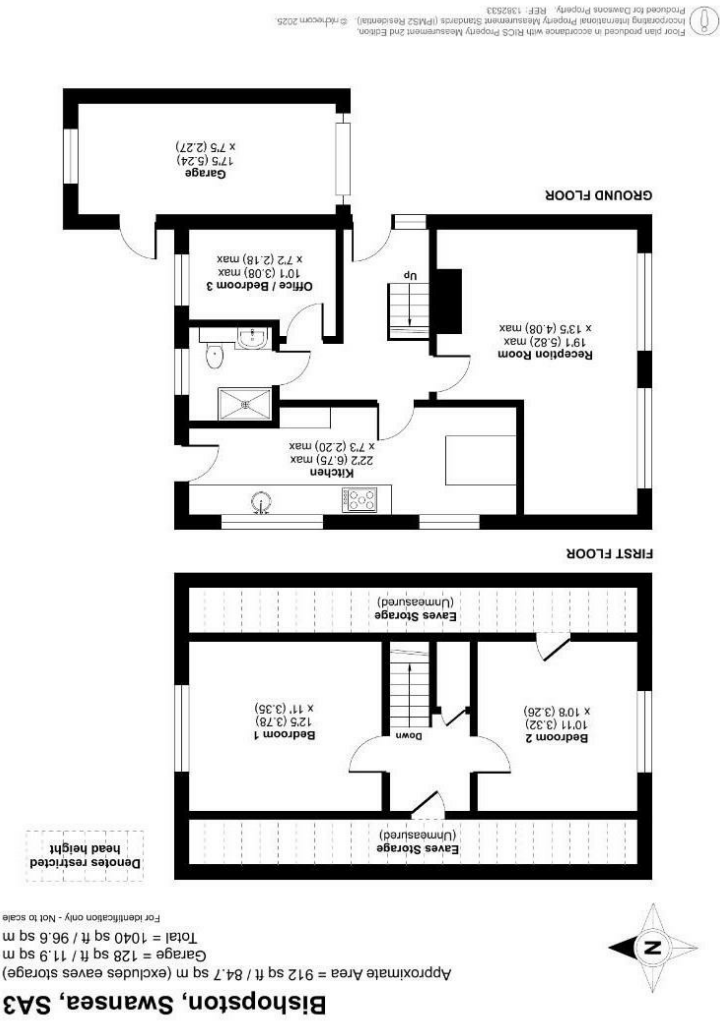 Bishopston, Swansea, SA3
Approximate Area = 912 sq ft / 84.7 sq m (excludes eaves storage)
Garage = 128 sq ft / 11.9 sq m
Total = 1040 sq ft / 96.6 sq m
For identification only - Not to scale
N
Denotes restricted
head height
Eaves Storage
(Unmeasured)
Bedroom 2
10'11 (3.32)
x 10'8 (3.26)
Down
Bedroom 1
12'5 (3.78)
x 11' (3.35)
Eaves Storage
(Unmeasured)
FIRST FLOOR
Kitchen
22'2 (6.75) max
x 7'3 (2.20) max
Reception Room
19'1 (5.82) max
x 13'5 (4.08) max
Up
Office / Bedroom 3
10'1 (3.08) max
x 7'2 (2.18) max
GROUND FLOOR
Garage
17'5 (5.24)
x 7'5 (2.27)
Floor plan produced in accordance with RICS Property Measurement 2nd Edition,
Incorporating International Property Measurement Standards (IPMS2 Residential). © nichecom 2025.
Produced for Dawsons Property. REF: 1382533